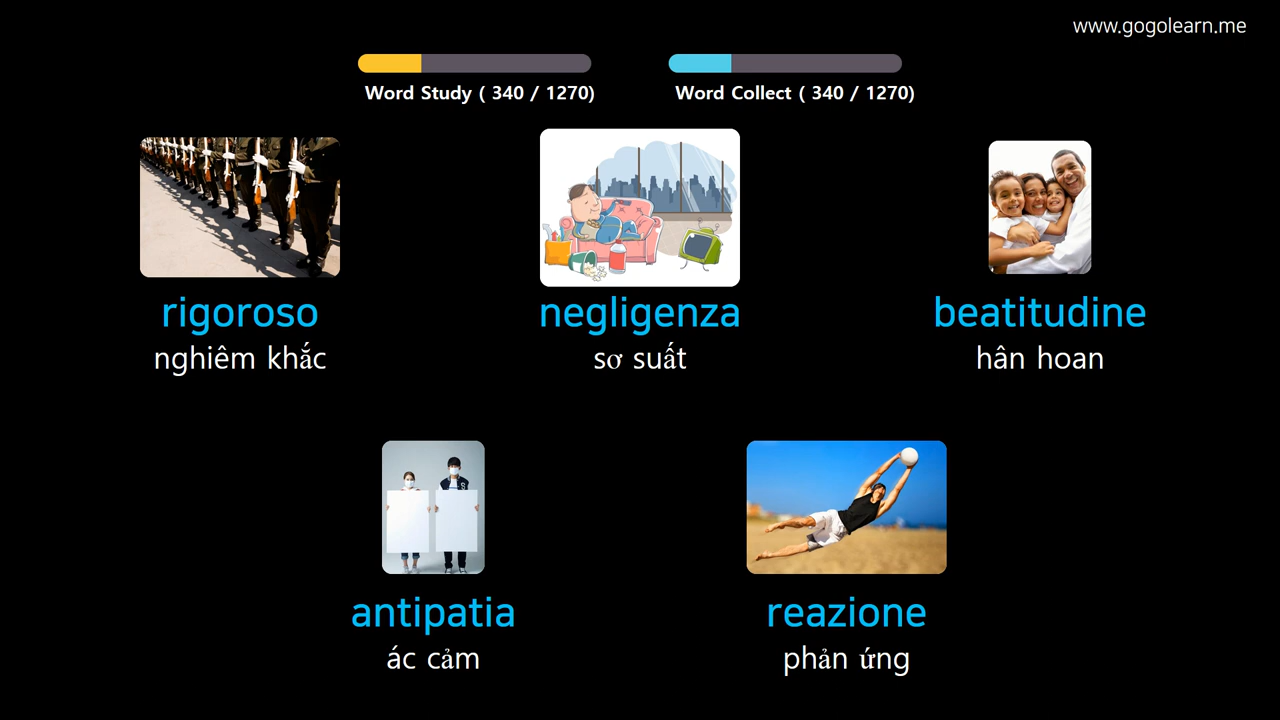 www.gogolearn.me
Word Study ( 340 / 1270)
Word Collect ( 340 / 1270)
rigoroso
nghiêm khắc
negligenza
sơ suất
beatitudine
hân hoan
antipatia
ác cảm
reazione
phản ứng